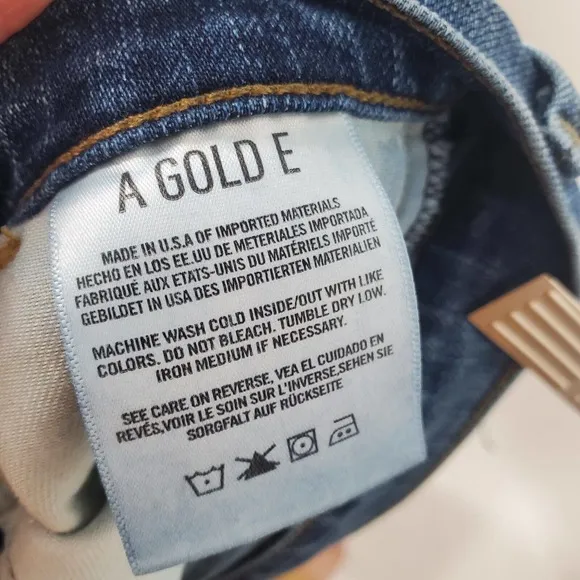 A GOLD E
MADE IN U.S.A OF IMPORTED MATERIALS
HECHO EN LOS EE.UU DE METERIALES IMPORTADA
FABRIQUÉ AUX ETATS-UNIS DU MATÉRIELS IMPORTÉ
GEBILDET IN USA DES IMPORTIERTEN MATERIALIEN
MACHINE WASH COLD INSIDE/OUT WITH LIKE
COLORS. DO NOT BLEACH. TUMBLE DRY LOW.
IRON MEDIUM IF NECESSARY.
SEE CARE ON REVERSE, VEA EL CUIDADO EN
REVÉS,VOIR LE SOIN SUR L'INVERSE,SEHEN SIE
SORGFALT AUF RÜCKSEITE